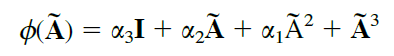 ϕ(Ã) = α₃I + α₂Ã + α₁Ã² + Ã³